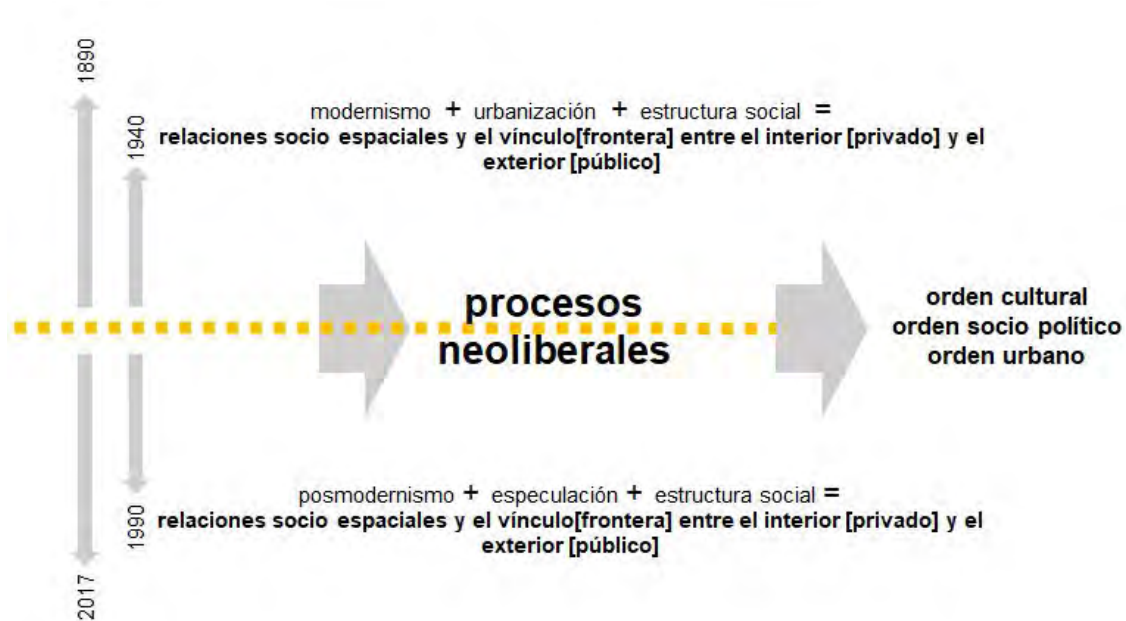 1890
1940
modernismo + urbanización + estructura social =
relaciones socio espaciales y el vínculo[frontera] entre el interior [privado] y el
exterior [público]
procesos
neoliberales
orden cultural
orden socio político
orden urbano
posmodernismo + especulación + estructura social =
relaciones socio espaciales y el vínculo[frontera] entre el interior [privado] y el
exterior [público]
1990
2017